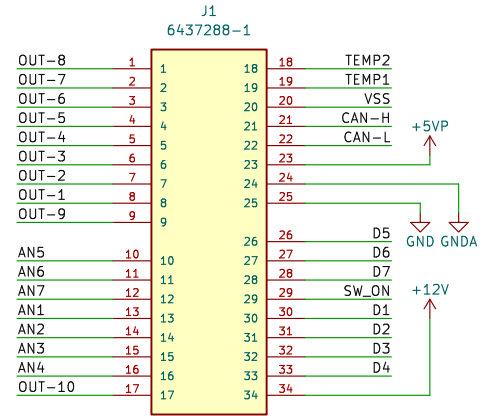 J1
6437288-1
OUT-8 1 1 18 18 TEMP2
OUT-7 2 2 19 19 TEMP1
OUT-6 3 3 20 20 VSS
OUT-5 4 4 21 21 CAN-H
OUT-4 5 5 22 22 CAN-L
OUT-3 6 6 23 23 +5VP
OUT-2 7 7 24 24 GNDA
OUT-1 8 8 25 25 GND
OUT-9 9 9
26 26 D5
AN5 10 10 27 27 D6
AN6 11 11 28 28 D7
AN7 12 12 29 29 SW_ON
AN1 13 13 30 30 D1
AN2 14 14 31 31 D2
AN3 15 15 32 32 D3
AN4 16 16 33 33 D4
OUT-10 17 17 34 34 +12V